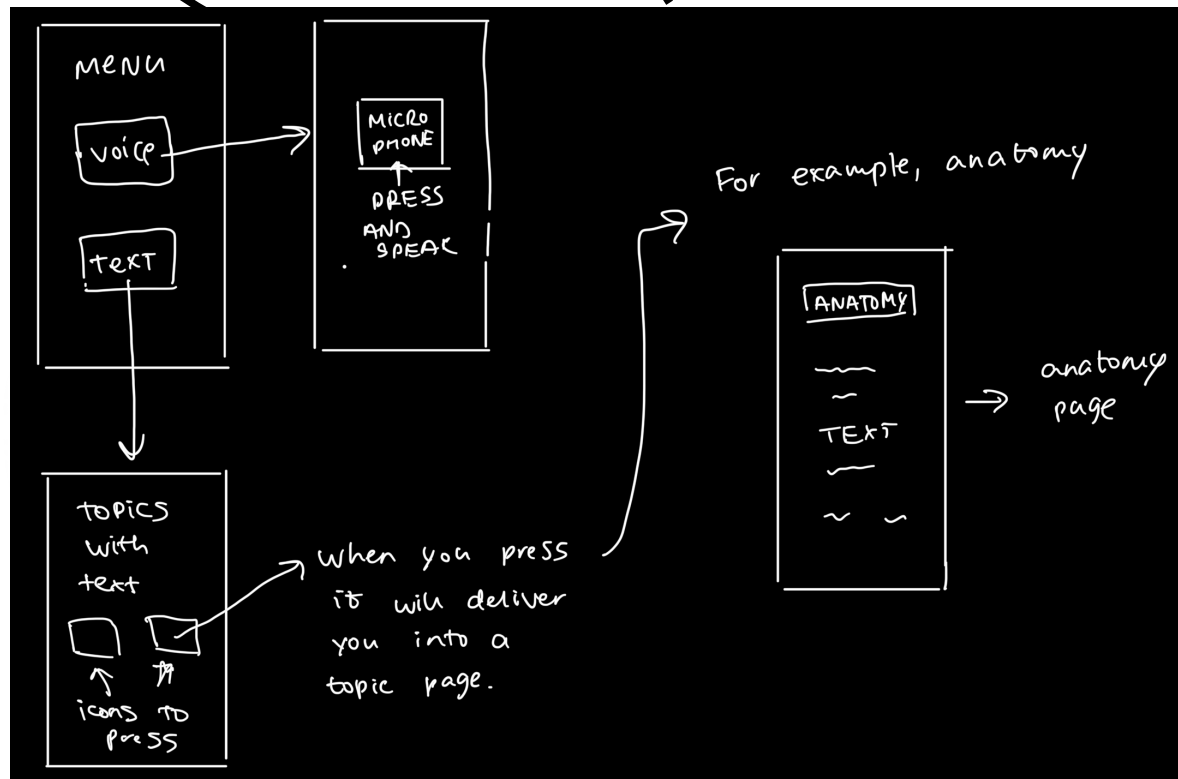 MENU
voice
TEXT
MICRO
PHONE
PRESS
AND
SPEAK
TOPICS
with
text
icons TO
press
when you press
it will deliver
you into a
topic page.
For example, anatomy
ANATOMY
TEXT
anatomy
page